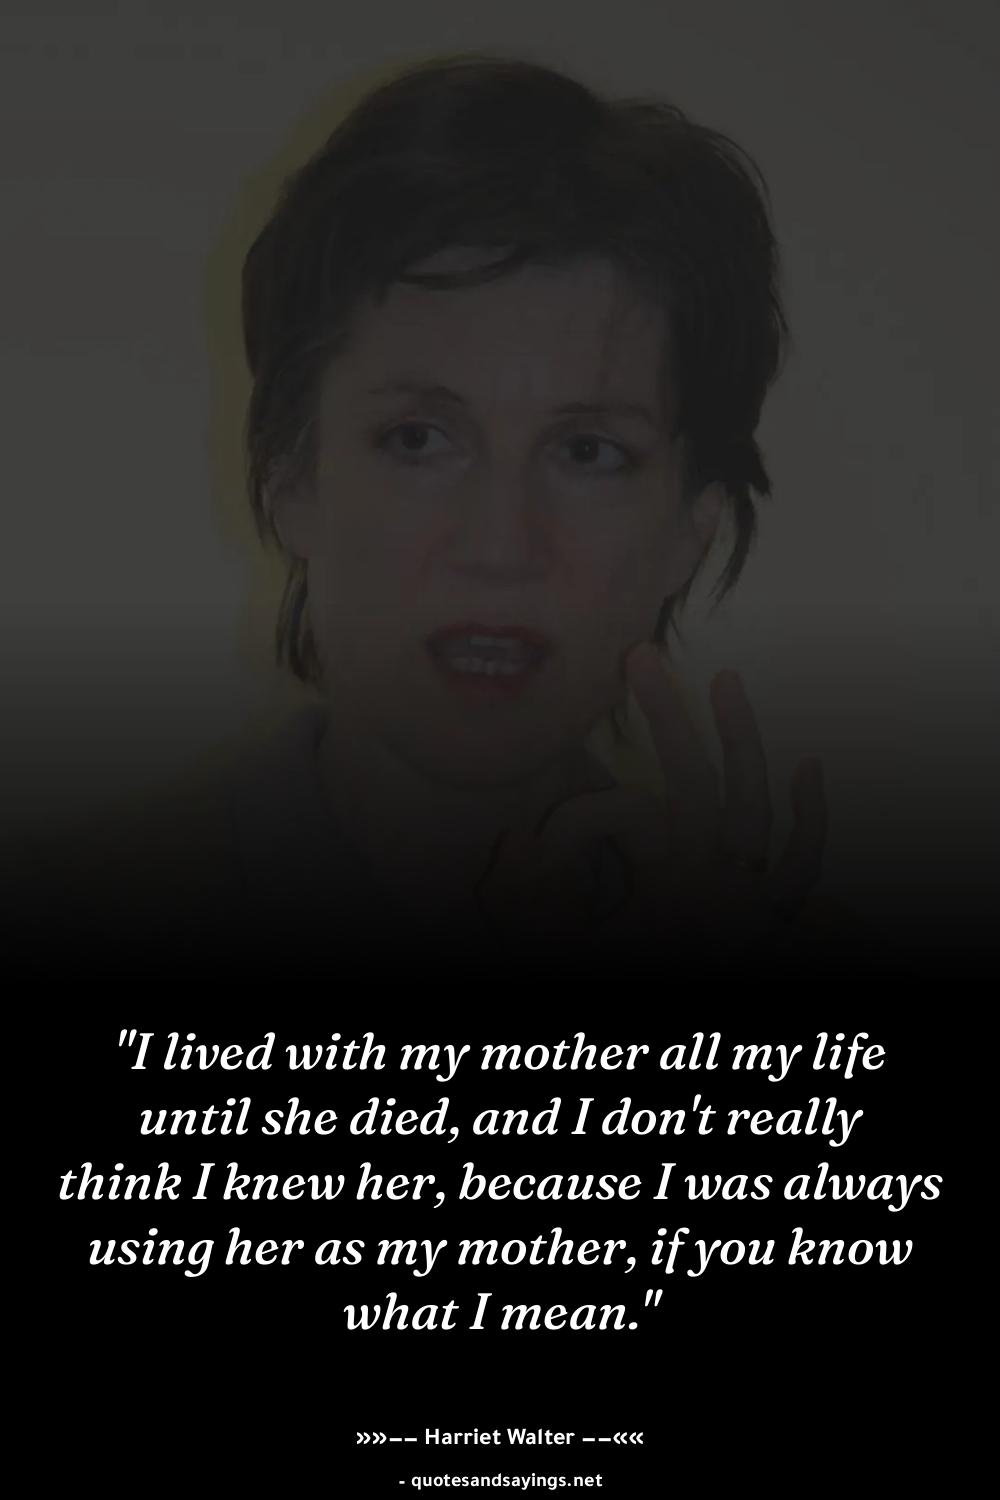 "I lived with my mother all my life
until she died, and I don't really
think I knew her, because I was always
using her as my mother, if you know
what I mean."
»»−− Harriet Walter −−««
- quotesandsayings.net